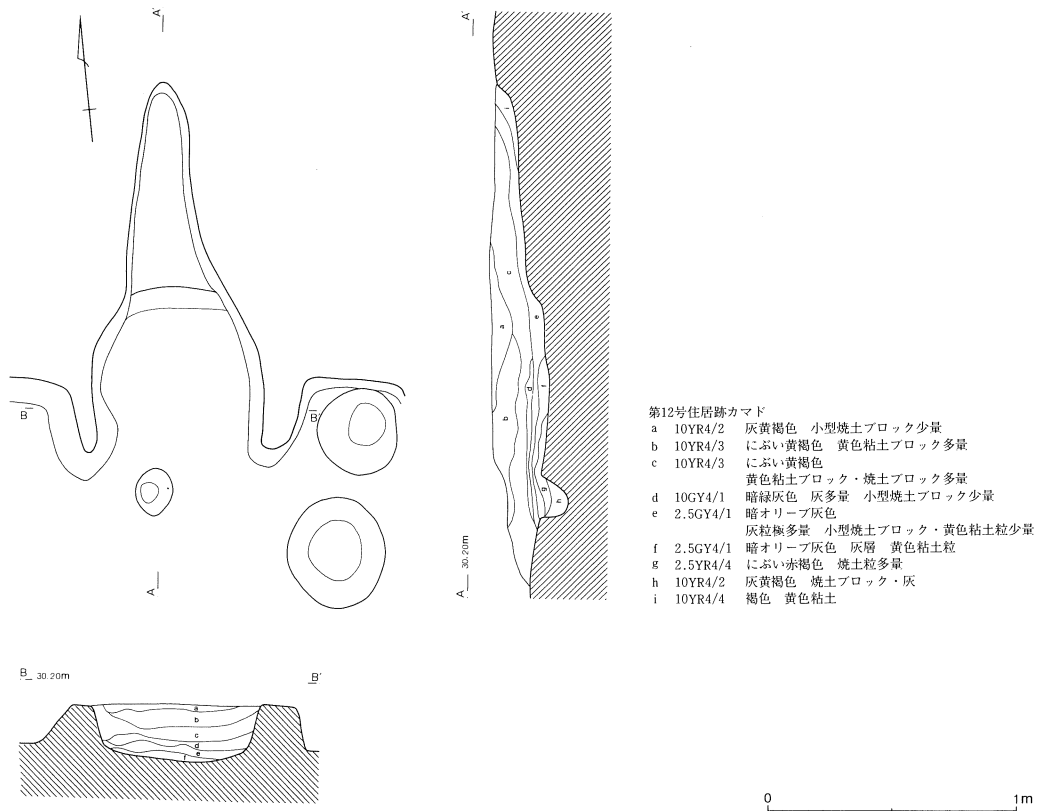 A'
A'
c
e
a
d
f
b
g
h
i
B
B'
A
A 30.20m
第12号住居跡カマド
a 10YR4/2 灰黄褐色 小型焼土ブロック少量
b 10YR4/3 にぶい黄褐色 黄色粘土ブロック多量
c 10YR4/3 にぶい黄褐色
黄色粘土ブロック・焼土ブロック多量
d 10GY4/1 暗緑灰色 灰多量 小型焼土ブロック少量
e 2.5GY4/1 暗オリーブ灰色
灰粒極多量 小型焼土ブロック・黄色粘土粒少量
f 2.5GY4/1 暗オリーブ灰色 灰層 黄色粘土粒
g 2.5YR4/4 にぶい赤褐色 焼土粒多量
h 10YR4/2 灰黄褐色 焼土ブロック・灰
i 10YR4/4 褐色 黄色粘土
B 30.20m
B'
a
b
c
d
e
f
0 1m